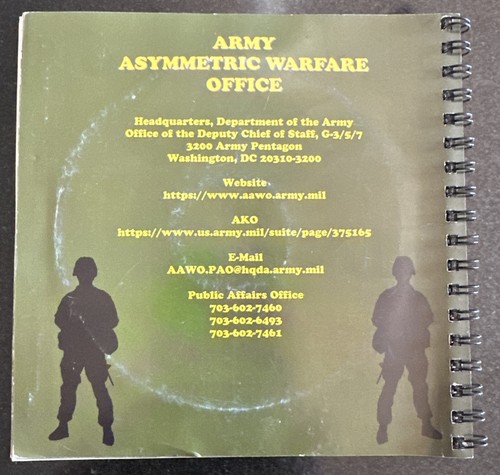 ARMY
ASYMMETRIC WARFARE
OFFICE
Headquarters, Department of the Army
Office of the Deputy Chief of Staff, G-3/5/7
3200 Army Pentagon
Washington, DC 20310-3200
Website
https://www.aawo.army.mil
AKO
https://www.us.army.mil/suite/page/375165
E-Mail
AAWO.PAO@hqda.army.mil
Public Affairs Office
703-602-7460
703-602-6493
703-602-7461